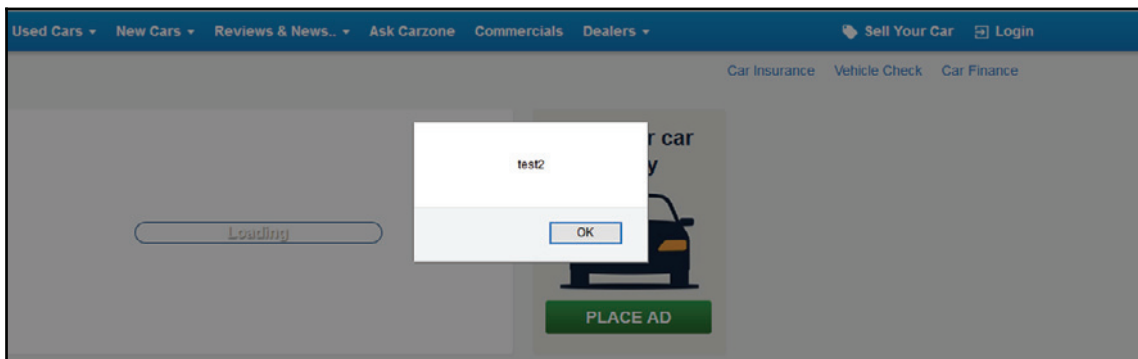 Used Cars New Cars Reviews & News.. Ask Carzone Commercials Dealers Sell Your Car Login
Car Insurance Vehicle Check Car Finance
r car
y
test2
Loading
OK
PLACE AD